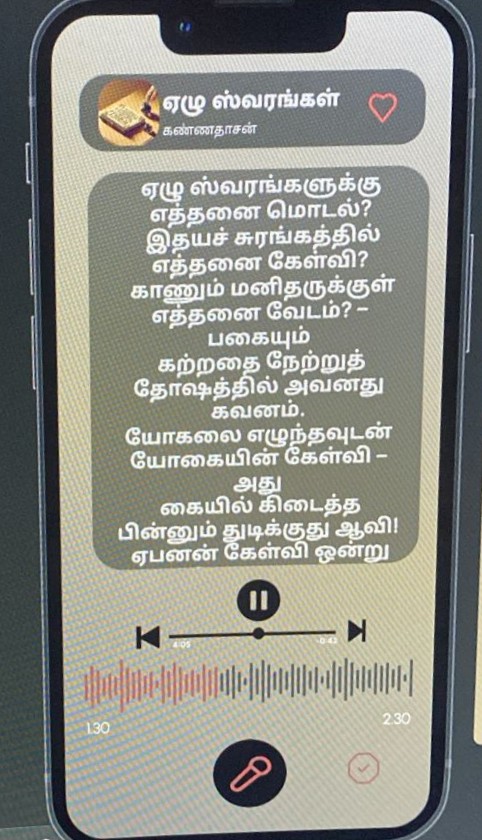 ஏழு ஸ்வரங்கள்
கண்ணதாசன்
ஏழு ஸ்வரங்களுக்கு
எத்தனை மொடல்?
இதயச் சுரங்கத்தில்
எத்தனை கேள்வி?
காணும் மனிதருக்குள்
எத்தனை வேடம்? –
பகையும்
கற்றதை நேற்றுத்
தோஷத்தில் அவனது
கவனம்.
யோகலை எழுந்தவுடன்
யோகையின் கேள்வி –
அது
கையில் கிடைத்த
பின்னும் துடிக்குது ஆவி!
ஏபனன் கேள்வி ஒன்று
4:05
-0:42
1.30
2.30